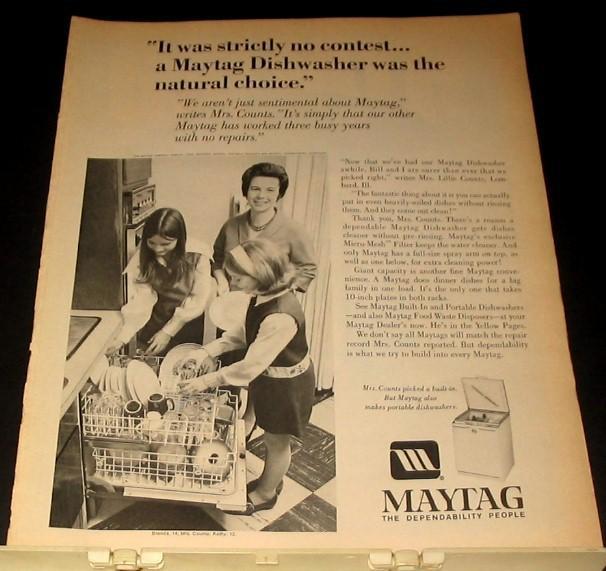 "It was strictly no contest...
a Maytag Dishwasher was the
natural choice."
"We aren't just sentimental about Maytag,"
writes Mrs. Counts. "It's simply that our other
Maytag has worked three busy years
with no repairs."
"Now that we've had our Maytag Dishwasher
awhile, Bill and I are surer than ever that we
picked right," writes Mrs. Lillie Counts, Lom-
bard, Ill.
"The fantastic thing about it is you can actually
put in even heavily-soiled dishes without rinsing
them. And they come out clean!"
Thank you, Mrs. Counts. There's a reason a
dependable Maytag Dishwasher gets dishes
cleaner without pre-rinsing. Maytag's exclusive
Micro-Mesh™ Filter keeps the water cleaner. And
only Maytag has a full-size spray arm on top, as
well as one below, for extra cleaning power!
Giant capacity is another fine Maytag conve-
nience. A Maytag does dinner dishes for a big
family in one load. It's the only one that takes
10-inch plates in both racks.
See Maytag Built-In and Portable Dishwashers
—and also Maytag Food Waste Disposers—at your
Maytag Dealer's now. He's in the Yellow Pages.
We don't say all Maytags will match the repair
record Mrs. Counts reported. But dependability
is what we try to build into every Maytag.
Mrs. Counts picked a built-in.
But Maytag also
makes portable dishwashers.
MAYTAG
THE DEPENDABILITY PEOPLE
14; Mrs. Counts; Kathy, 12.